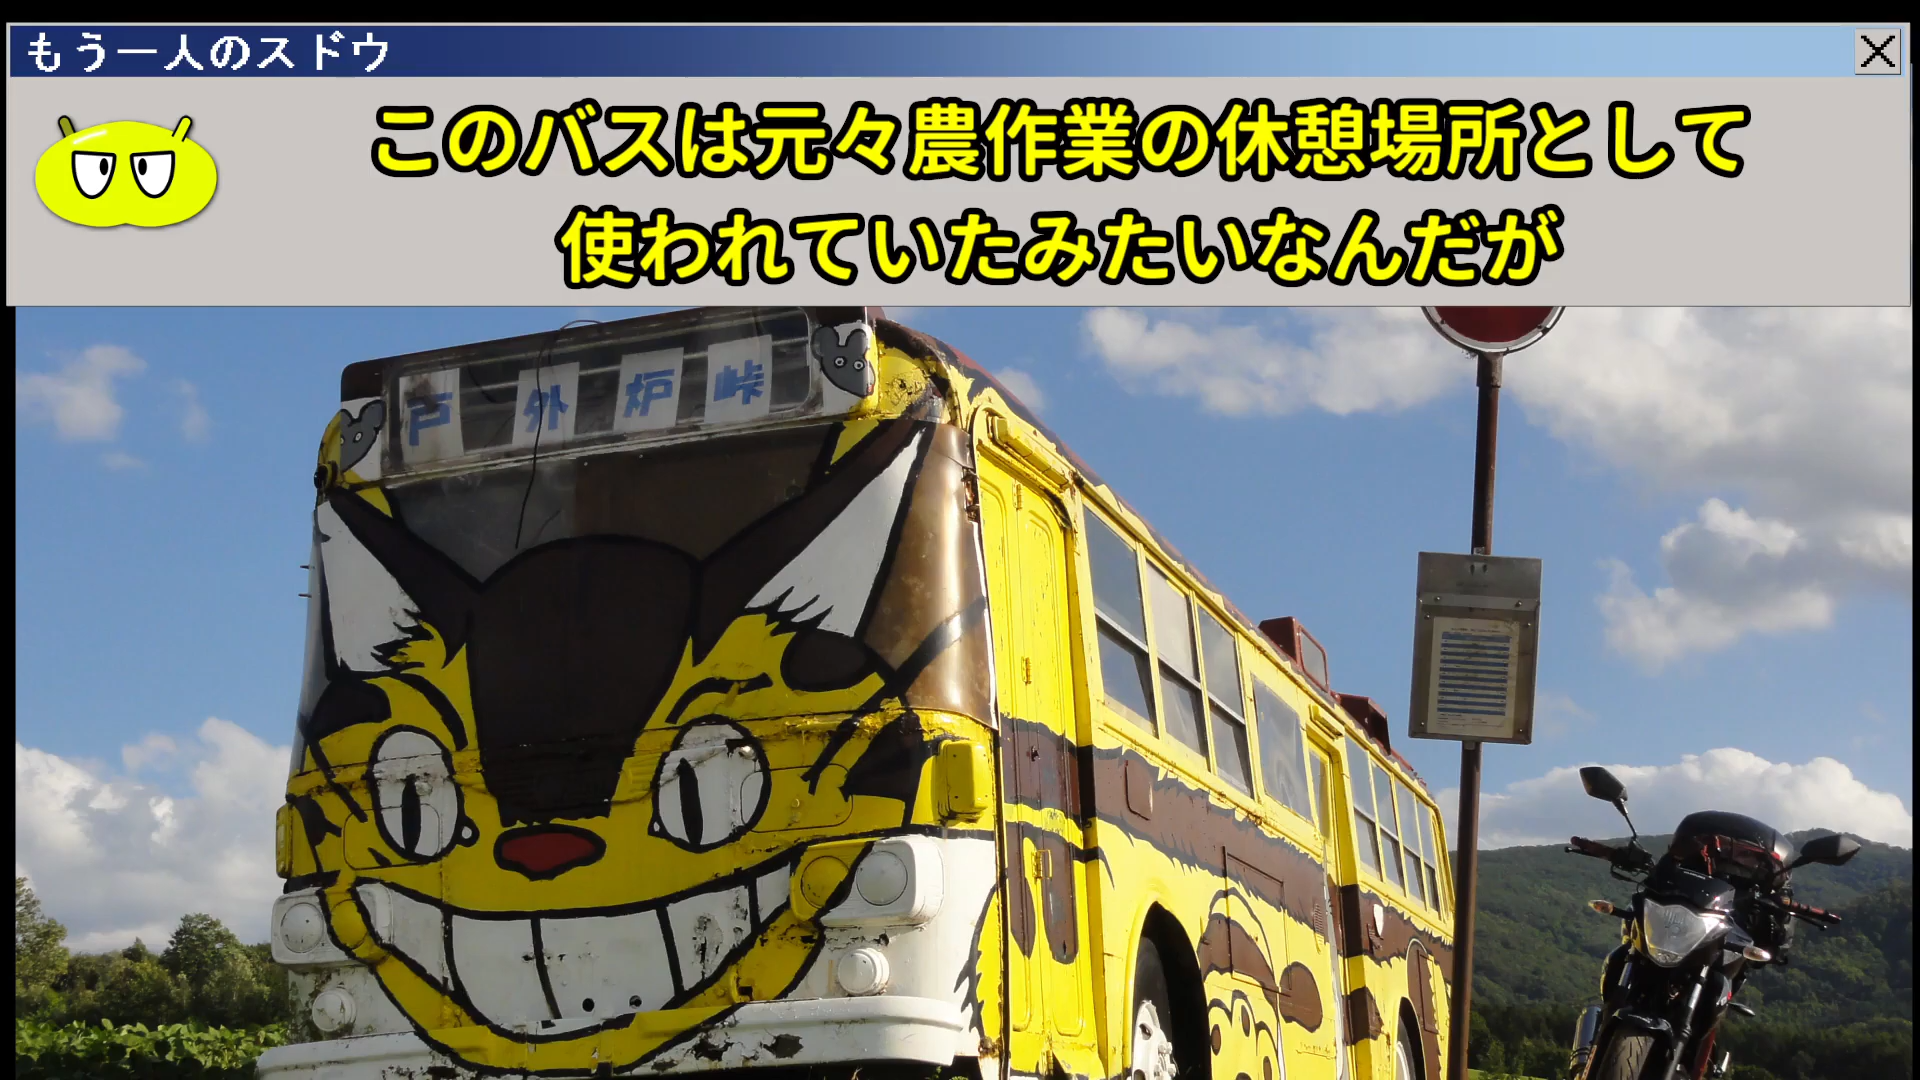 もう一人のスドウ
このバスは元々農作業の休憩場所として
使われていたみたいなんだが
戸外炉峠